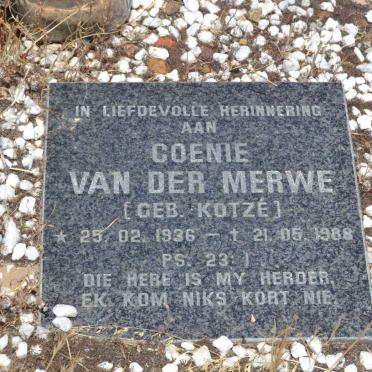 IN LIEFDEVOLLE HERINNERING
AAN
COENIE
VAN DER MERWE
[GEB. KOTZÉ]
* 25. 02. 1936 - † 21. 05. 1988
PS. 23: 1
DIE HERE IS MY HERDER,
EK KOM NIKS KORT NIE.